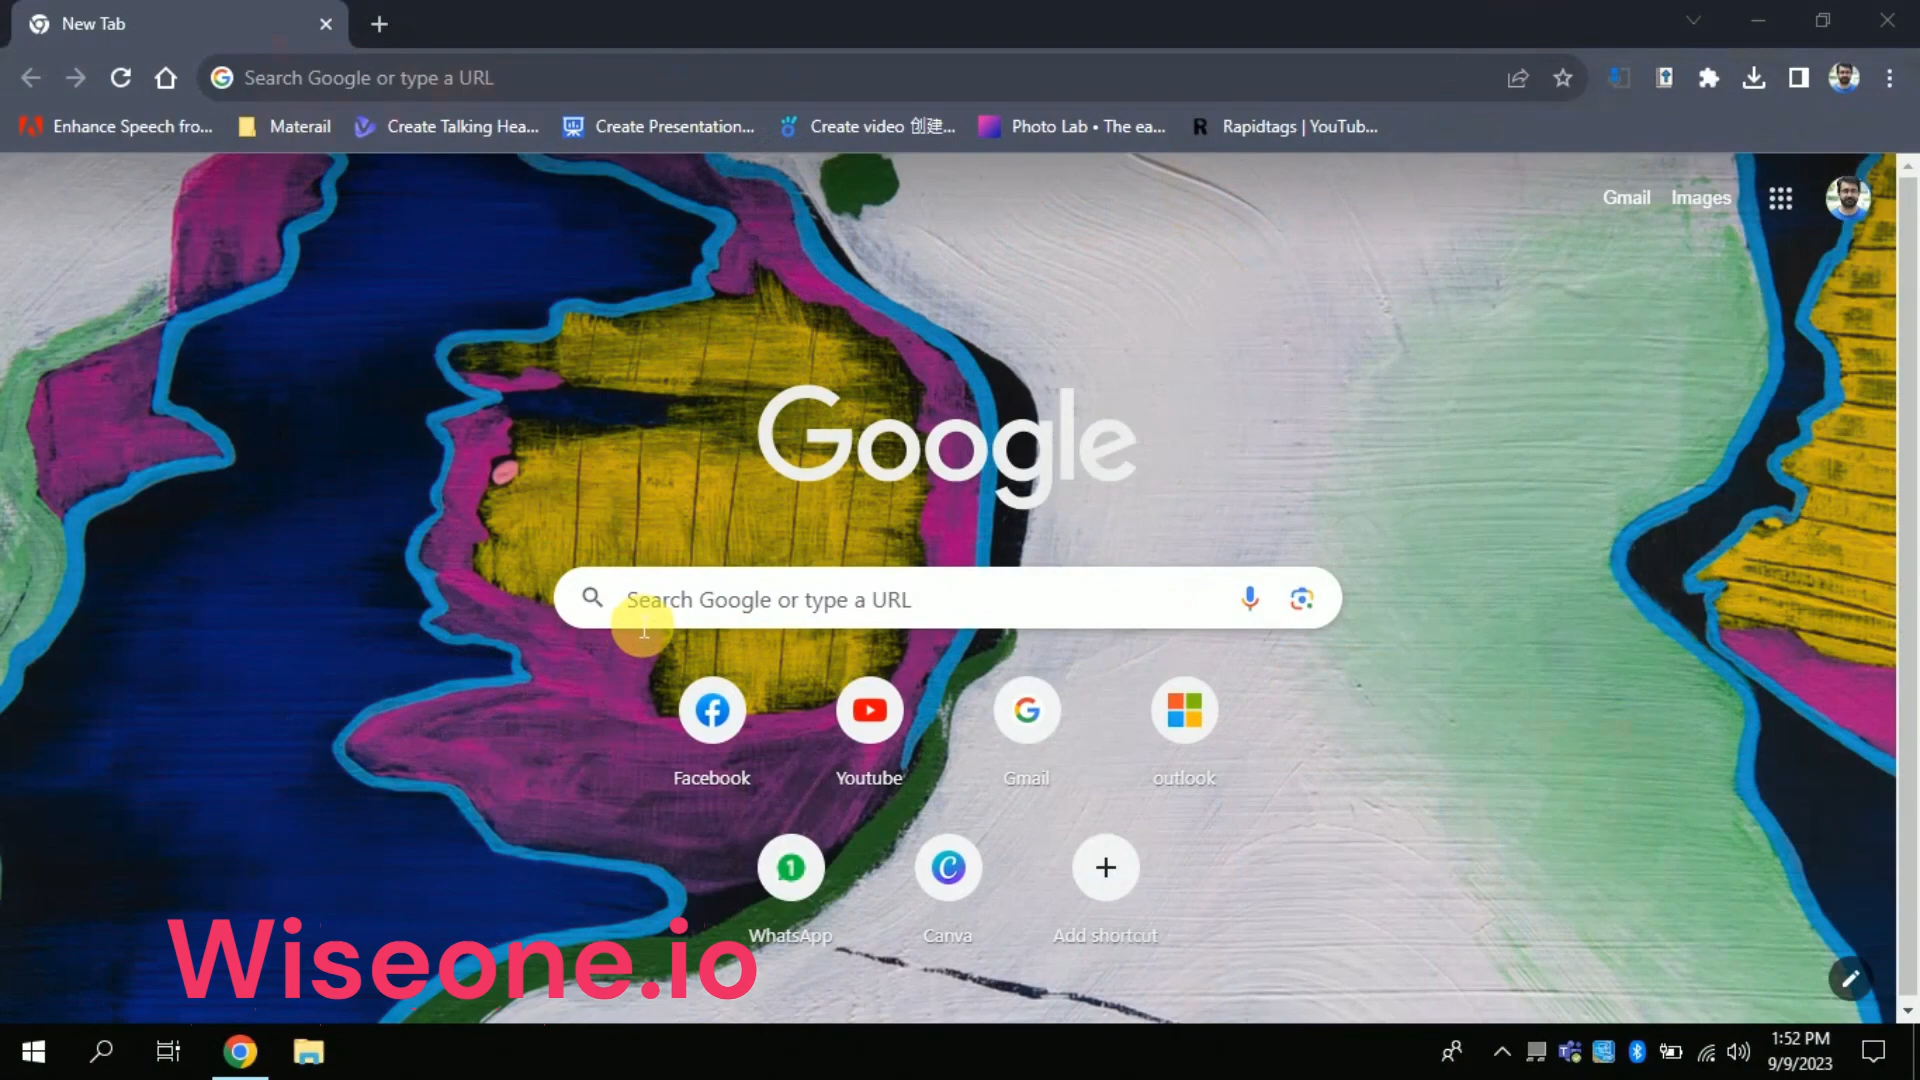 New Tab
Search Google or type a URL
Enhance Speech fro...
Materail
Create Talking Hea...
Create Presentation...
Create video 创建...
Photo Lab • The ea...
R
Rapidtags | YouTub...
Gmail
Images
Google
Search Google or type a URL
Facebook
Youtube
Gmail
outlook
1
WhatsApp
Canva
Add shortcut
Wiseone.io
1:52 PM
9/9/2023